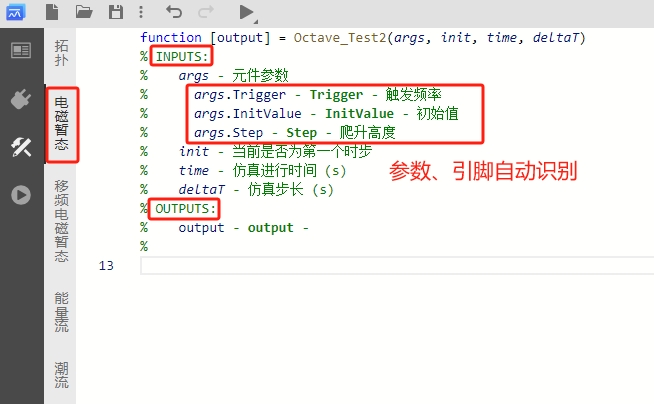 function [output] = Octave_Test2(args, init, time, deltaT)
% INPUTS:
% args - 元件参数
% args.Trigger - Trigger - 触发频率
% args.InitValue - InitValue - 初始值
% args.Step - Step - 爬升高度
% init - 当前是否为第一个时步
% time - 仿真进行时间 (s)
% deltaT - 仿真步长 (s)
% OUTPUTS:
% output - output -
%
13
参数、引脚自动识别
拓扑
电磁暂态
移频电磁暂态
能量流
潮流